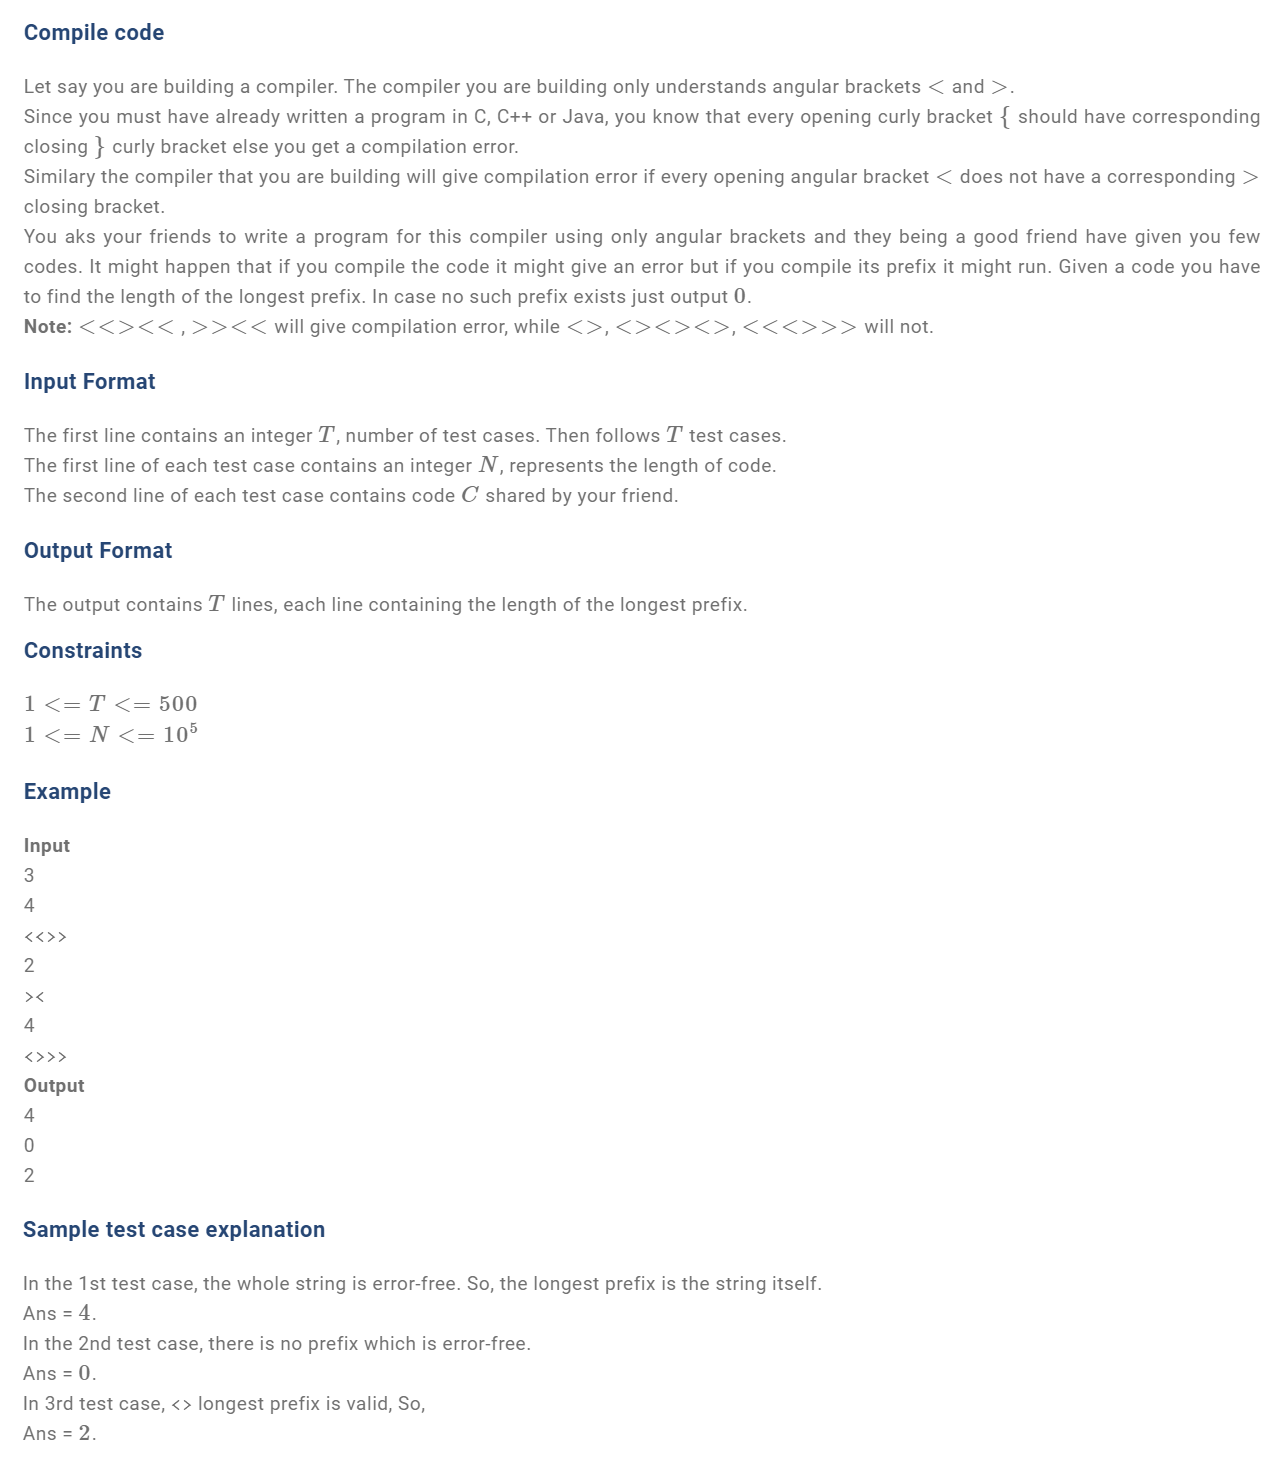 Compile code
Let say you are building a compiler. The compiler you are building only understands angular brackets < and >.
Since you must have already written a program in C, C++ or Java, you know that every opening curly bracket { should have corresponding
closing } curly bracket else you get a compilation error.
Similary the compiler that you are building will give compilation error if every opening angular bracket < does not have a corresponding >
closing bracket.
You aks your friends to write a program for this compiler using only angular brackets and they being a good friend have given you few
codes. It might happen that if you compile the code it might give an error but if you compile its prefix it might run. Given a code you have
to find the length of the longest prefix. In case no such prefix exists just output 0.
Note: <<><< , >><< will give compilation error, while <>, <><><>, <<<>>> will not.
Input Format
The first line contains an integer T, number of test cases. Then follows T test cases.
The first line of each test case contains an integer N, represents the length of code.
The second line of each test case contains code C shared by your friend.
Output Format
The output contains T lines, each line containing the length of the longest prefix.
Constraints
1 <= T <= 500
1 <= N <= 10⁵
Example
Input
3
4
<<>>
2
><
4
<>>>
Output
4
0
2
Sample test case explanation
In the 1st test case, the whole string is error-free. So, the longest prefix is the string itself.
Ans = 4.
In the 2nd test case, there is no prefix which is error-free.
Ans = 0.
In 3rd test case, <> longest prefix is valid, So,
Ans = 2.